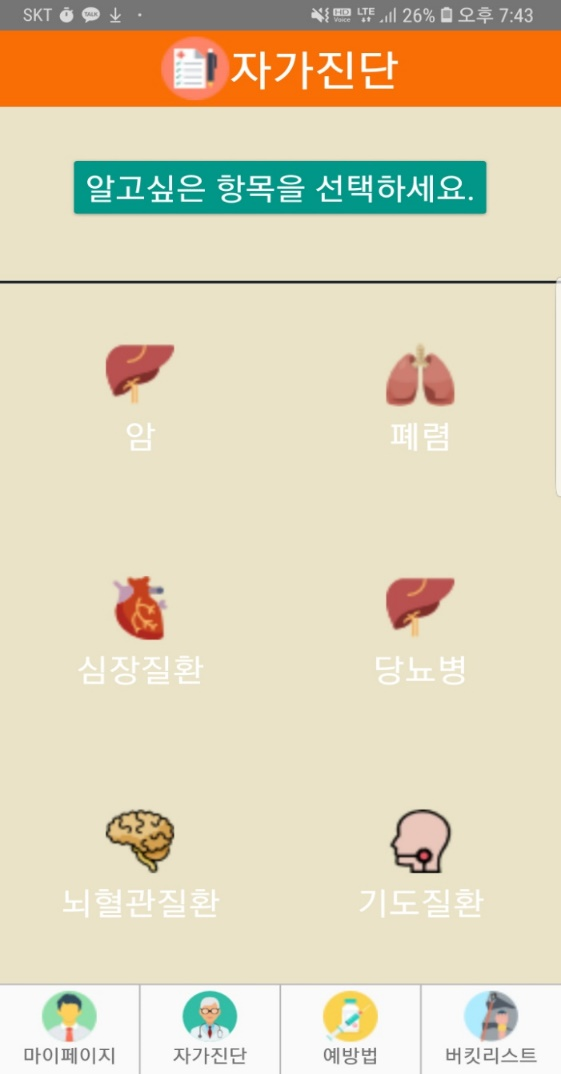 SKT
HD Voice LTE 26% 오후 7:43
자가진단
알고싶은 항목을 선택하세요.
암 폐렴
심장질환 당뇨병
뇌혈관질환 기도질환
마이페이지 자가진단 예방법 버킷리스트